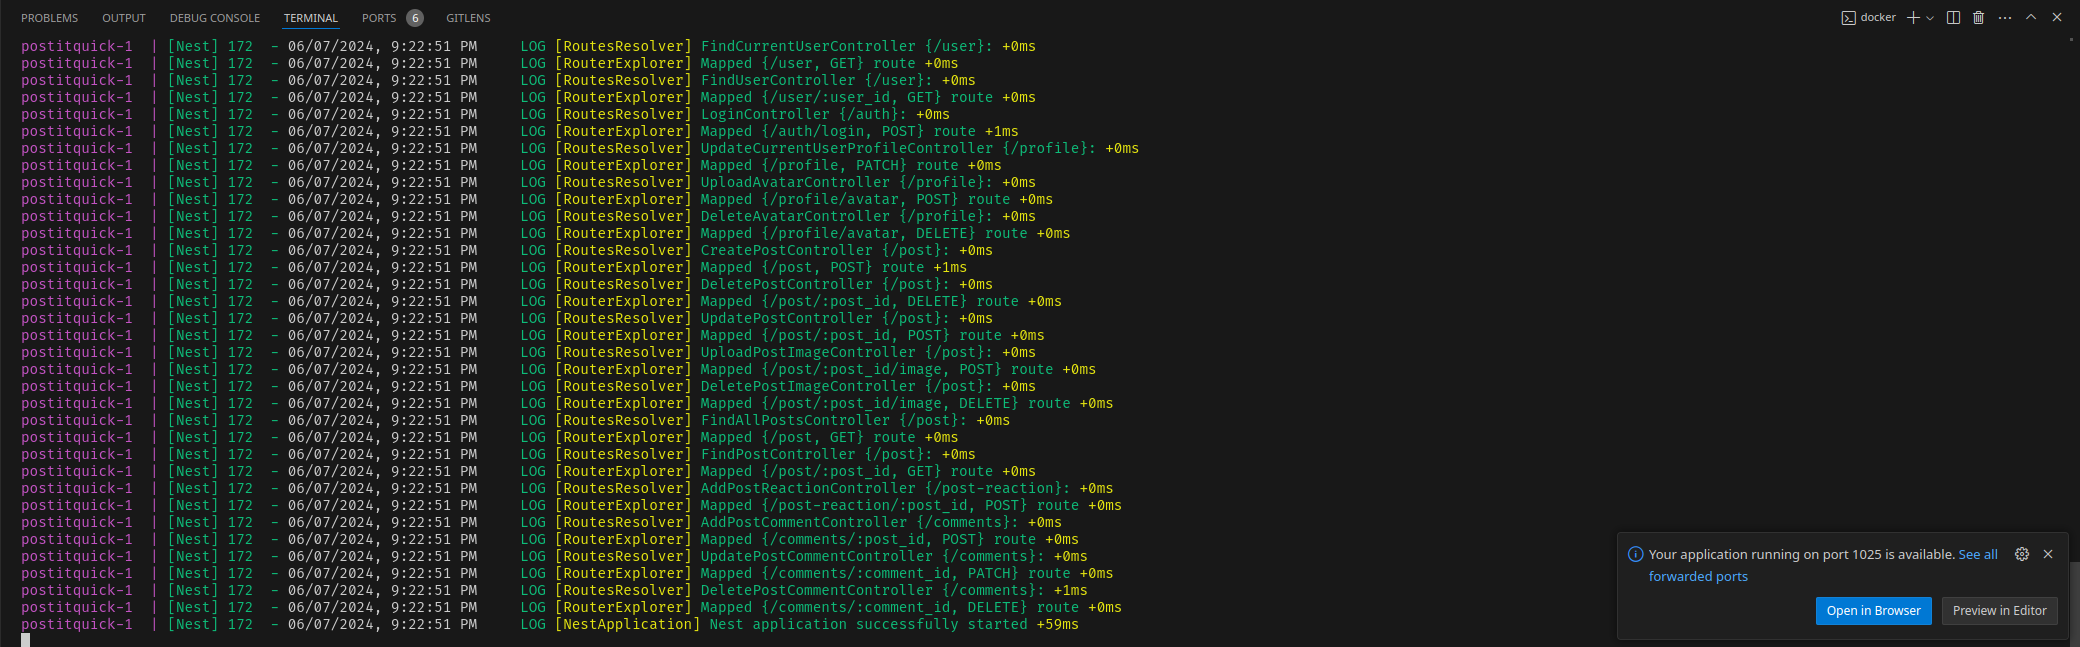 PROBLEMS OUTPUT DEBUG CONSOLE TERMINAL PORTS 6 GITLENS docker
postitquick-1 | [Nest] 172 - 06/07/2024, 9:22:51 PM LOG [RoutesResolver] FindCurrentUserController {/user}: +0ms
postitquick-1 | [Nest] 172 - 06/07/2024, 9:22:51 PM LOG [RouterExplorer] Mapped {/user, GET} route +0ms
postitquick-1 | [Nest] 172 - 06/07/2024, 9:22:51 PM LOG [RoutesResolver] FindUserController {/user}: +0ms
postitquick-1 | [Nest] 172 - 06/07/2024, 9:22:51 PM LOG [RouterExplorer] Mapped {/user/:user_id, GET} route +0ms
postitquick-1 | [Nest] 172 - 06/07/2024, 9:22:51 PM LOG [RoutesResolver] LoginController {/auth}: +0ms
postitquick-1 | [Nest] 172 - 06/07/2024, 9:22:51 PM LOG [RouterExplorer] Mapped {/auth/login, POST} route +1ms
postitquick-1 | [Nest] 172 - 06/07/2024, 9:22:51 PM LOG [RoutesResolver] UpdateCurrentUserProfileController {/profile}: +0ms
postitquick-1 | [Nest] 172 - 06/07/2024, 9:22:51 PM LOG [RouterExplorer] Mapped {/profile, PATCH} route +0ms
postitquick-1 | [Nest] 172 - 06/07/2024, 9:22:51 PM LOG [RoutesResolver] UploadAvatarController {/profile}: +0ms
postitquick-1 | [Nest] 172 - 06/07/2024, 9:22:51 PM LOG [RouterExplorer] Mapped {/profile/avatar, POST} route +0ms
postitquick-1 | [Nest] 172 - 06/07/2024, 9:22:51 PM LOG [RoutesResolver] DeleteAvatarController {/profile}: +0ms
postitquick-1 | [Nest] 172 - 06/07/2024, 9:22:51 PM LOG [RouterExplorer] Mapped {/profile/avatar, DELETE} route +0ms
postitquick-1 | [Nest] 172 - 06/07/2024, 9:22:51 PM LOG [RoutesResolver] CreatePostController {/post}: +0ms
postitquick-1 | [Nest] 172 - 06/07/2024, 9:22:51 PM LOG [RouterExplorer] Mapped {/post, POST} route +1ms
postitquick-1 | [Nest] 172 - 06/07/2024, 9:22:51 PM LOG [RoutesResolver] DeletePostController {/post}: +0ms
postitquick-1 | [Nest] 172 - 06/07/2024, 9:22:51 PM LOG [RouterExplorer] Mapped {/post/:post_id, DELETE} route +0ms
postitquick-1 | [Nest] 172 - 06/07/2024, 9:22:51 PM LOG [RoutesResolver] UpdatePostController {/post}: +0ms
postitquick-1 | [Nest] 172 - 06/07/2024, 9:22:51 PM LOG [RouterExplorer] Mapped {/post/:post_id, POST} route +0ms
postitquick-1 | [Nest] 172 - 06/07/2024, 9:22:51 PM LOG [RoutesResolver] UploadPostImageController {/post}: +0ms
postitquick-1 | [Nest] 172 - 06/07/2024, 9:22:51 PM LOG [RouterExplorer] Mapped {/post/:post_id/image, POST} route +0ms
postitquick-1 | [Nest] 172 - 06/07/2024, 9:22:51 PM LOG [RoutesResolver] DeletePostImageController {/post}: +0ms
postitquick-1 | [Nest] 172 - 06/07/2024, 9:22:51 PM LOG [RouterExplorer] Mapped {/post/:post_id/image, DELETE} route +0ms
postitquick-1 | [Nest] 172 - 06/07/2024, 9:22:51 PM LOG [RoutesResolver] FindAllPostsController {/post}: +0ms
postitquick-1 | [Nest] 172 - 06/07/2024, 9:22:51 PM LOG [RouterExplorer] Mapped {/post, GET} route +0ms
postitquick-1 | [Nest] 172 - 06/07/2024, 9:22:51 PM LOG [RoutesResolver] FindPostController {/post}: +0ms
postitquick-1 | [Nest] 172 - 06/07/2024, 9:22:51 PM LOG [RouterExplorer] Mapped {/post/:post_id, GET} route +0ms
postitquick-1 | [Nest] 172 - 06/07/2024, 9:22:51 PM LOG [RoutesResolver] AddPostReactionController {/post-reaction}: +0ms
postitquick-1 | [Nest] 172 - 06/07/2024, 9:22:51 PM LOG [RouterExplorer] Mapped {/post-reaction/:post_id, POST} route +0ms
postitquick-1 | [Nest] 172 - 06/07/2024, 9:22:51 PM LOG [RoutesResolver] AddPostCommentController {/comments}: +0ms
postitquick-1 | [Nest] 172 - 06/07/2024, 9:22:51 PM LOG [RouterExplorer] Mapped {/comments/:post_id, POST} route +0ms
postitquick-1 | [Nest] 172 - 06/07/2024, 9:22:51 PM LOG [RoutesResolver] UpdatePostCommentController {/comments}: +0ms
postitquick-1 | [Nest] 172 - 06/07/2024, 9:22:51 PM LOG [RouterExplorer] Mapped {/comments/:comment_id, PATCH} route +0ms
postitquick-1 | [Nest] 172 - 06/07/2024, 9:22:51 PM LOG [RoutesResolver] DeletePostCommentController {/comments}: +1ms
postitquick-1 | [Nest] 172 - 06/07/2024, 9:22:51 PM LOG [RouterExplorer] Mapped {/comments/:comment_id, DELETE} route +0ms
postitquick-1 | [Nest] 172 - 06/07/2024, 9:22:51 PM LOG [NestApplication] Nest application successfully started +59ms
Your application running on port 1025 is available. See all
forwarded ports
Open in Browser Preview in Editor